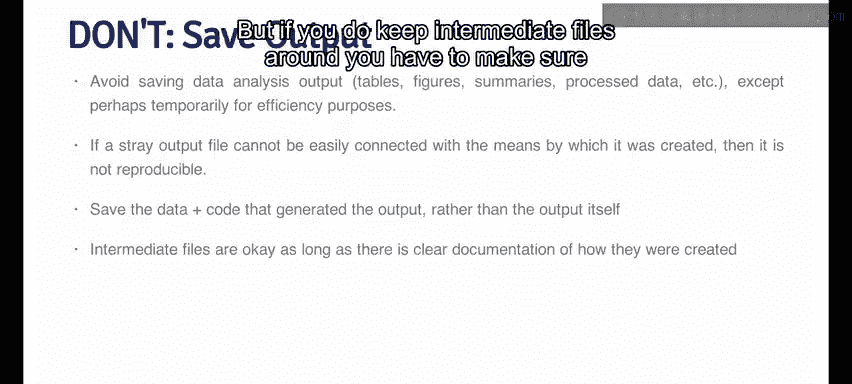 DON'T: Save Output
But if you do keep intermediate files
around you have to make sure
· Avoid saving data analysis output (tables, figures, summaries, processed data, etc.), except
perhaps temporarily for efficiency purposes.
· If a stray output file cannot be easily connected with the means by which it was created, then it is
not reproducible.
· Save the data + code that generated the output, rather than the output itself
· Intermediate files are okay as long as there is clear documentation of how they were created